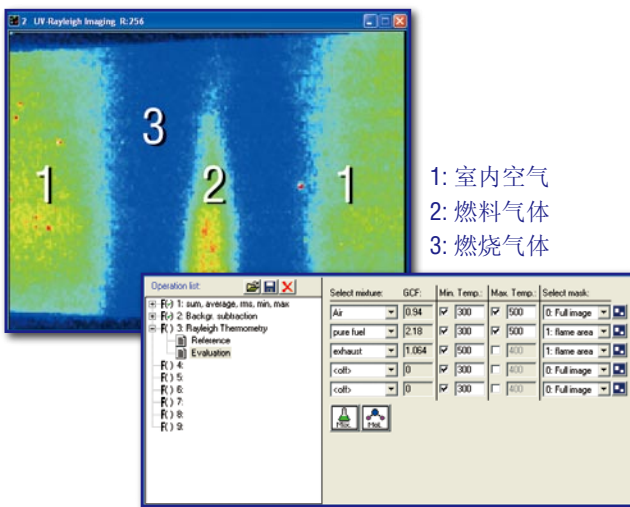 2 UV-Rayleigh Imaging R:256
3
1
2
1
1: 室内空气
2: 燃料气体
3: 燃烧气体
Operation list:
F(-) 1: sum, average, rms, min, max
F(-) 2: Backgr. subtraction
F( ) 3: Rayleigh Thermometry
Reference
Evaluation
F( ) 4:
F( ) 5:
F( ) 6:
F( ) 7:
F( ) 8:
F( ) 9:
Select mixture: GCF: Min. Temp.: Max. Temp.: Select mask:
Air 0.94 300 500 0: Full image
pure fuel 2.18 300 500 1: flame area
exhaust 1.064 500 400 1: flame area
<off> 0 300 400 0: Full image
<off> 0 300 400 0: Full image
Mix. Mol.